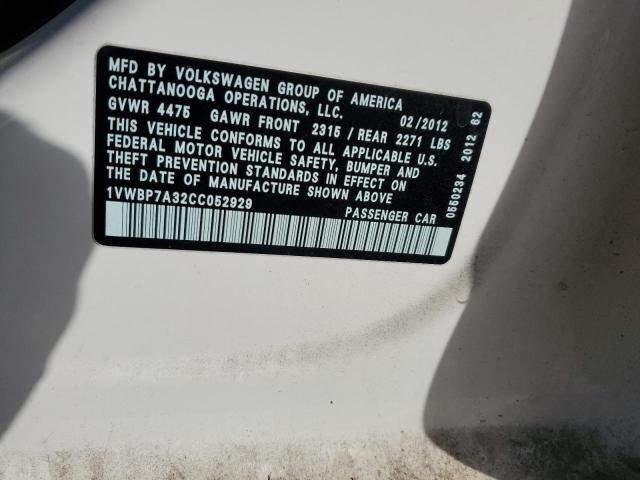 MFD BY VOLKSWAGEN GROUP OF AMERICA
CHATTANOOGA OPERATIONS, LLC. 02/2012
GVWR 4475 GAWR FRONT 2315/REAR 2271 LBS
THIS VEHICLE CONFORMS TO ALL APPLICABLE U.S.
FEDERAL MOTOR VEHICLE SAFETY, BUMPER AND
THEFT PREVENTION STANDARDS IN EFFECT ON
THE DATE OF MANUFACTURE SHOWN ABOVE
1VWBP7A32CC052929 PASSENGER CAR
0550234 2012 62